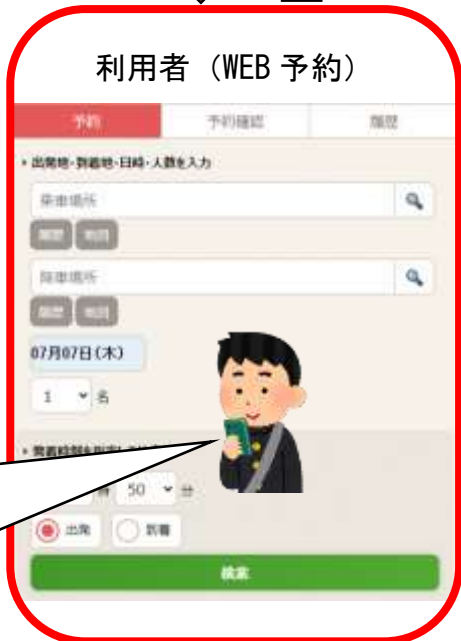 利用者（WEB 予約）
予約
予約確認
履歴
出発地・到着地・日時・人数を入力
乗車場所
履歴 地図
降車場所
履歴 地図
07月07日(木)
1 名
50 分
出発 到着
検索